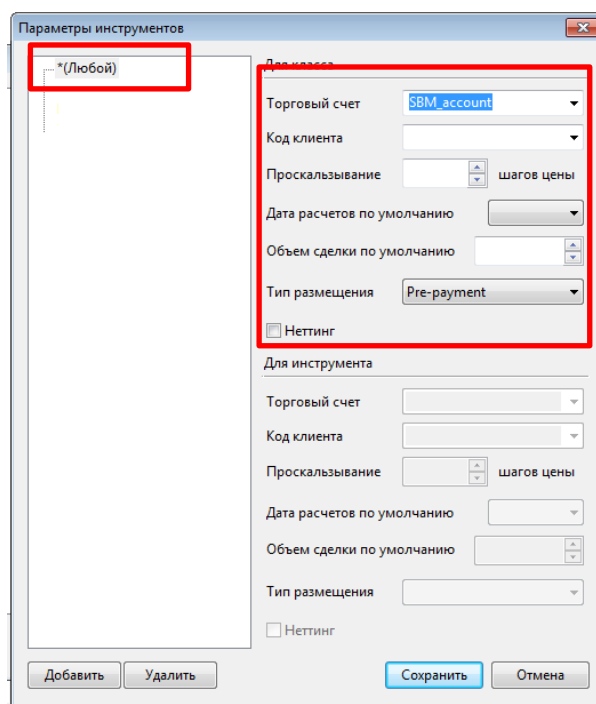 Параметры инструментов
*(Любой)
Для класса
Торговый счет SBM_account
Код клиента
Проскальзывание шагов цены
Дата расчетов по умолчанию
Объем сделки по умолчанию
Тип размещения Pre-payment
Неттинг
Для инструмента
Торговый счет
Код клиента
Проскальзывание шагов цены
Дата расчетов по умолчанию
Объем сделки по умолчанию
Тип размещения
Неттинг
Добавить Удалить Сохранить Отмена